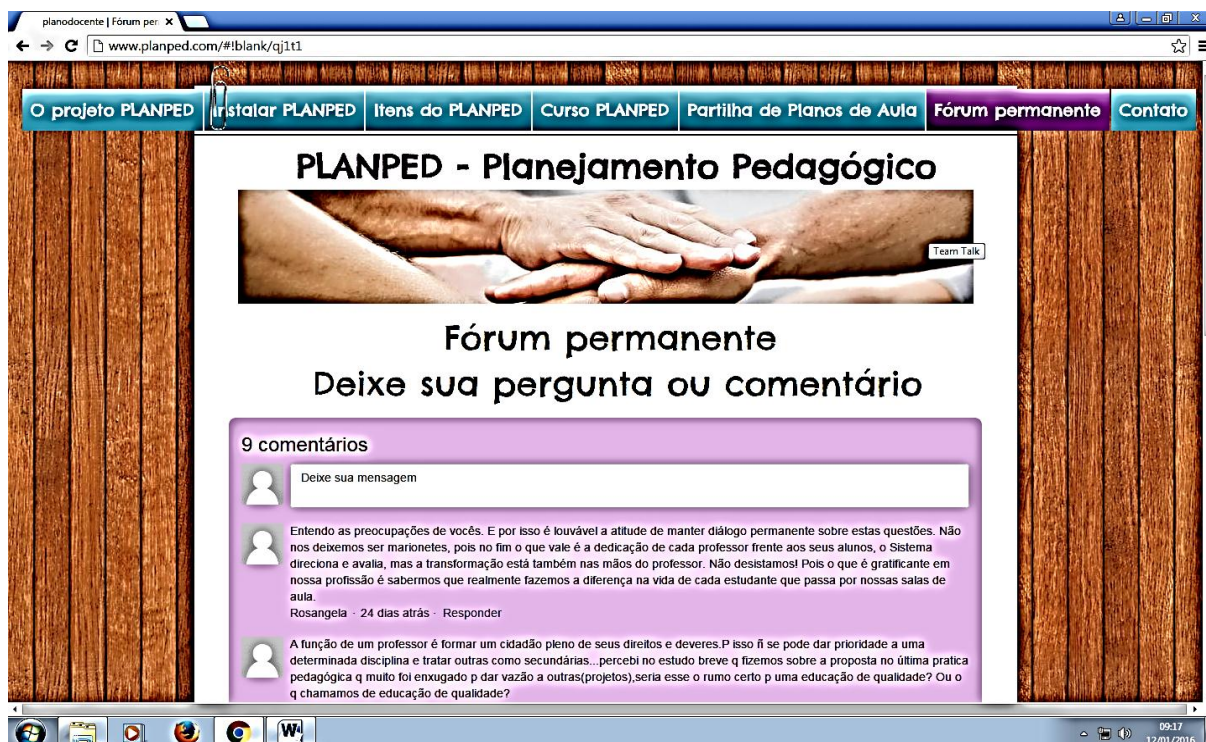 planodocente | Fórum per
www.planped.com/#!blank/qj1t1
O projeto PLANPED Instalar PLANPED Itens do PLANPED Curso PLANPED Partilha de Planos de Aula Fórum permanente Contato
PLANPED - Planejamento Pedagógico
Team Talk
Fórum permanente
Deixe sua pergunta ou comentário
9 comentários
Deixe sua mensagem
Entendo as preocupações de vocês. E por isso é louvável a atitude de manter diálogo permanente sobre estas questões. Não
nos deixemos ser marionetes, pois no fim o que vale é a dedicação de cada professor frente aos seus alunos, o Sistema
direciona e avalia, mas a transformação está também nas mãos do professor. Não desistamos! Pois o que é gratificante em
nossa profissão é sabermos que realmente fazemos a diferença na vida de cada estudante que passa por nossas salas de
aula.
Rosangela · 24 dias atrás · Responder
A função de um professor é formar um cidadão pleno de seus direitos e deveres.P isso ñ se pode dar prioridade a uma
determinada disciplina e tratar outras como secundárias...percebi no estudo breve q fizemos sobre a proposta no última pratica
pedagógica q muito foi enxugado p dar vazão a outras(projetos),seria esse o rumo certo p uma educação de qualidade? Ou o
q chamamos de educação de qualidade?
09:17
12/01/2016